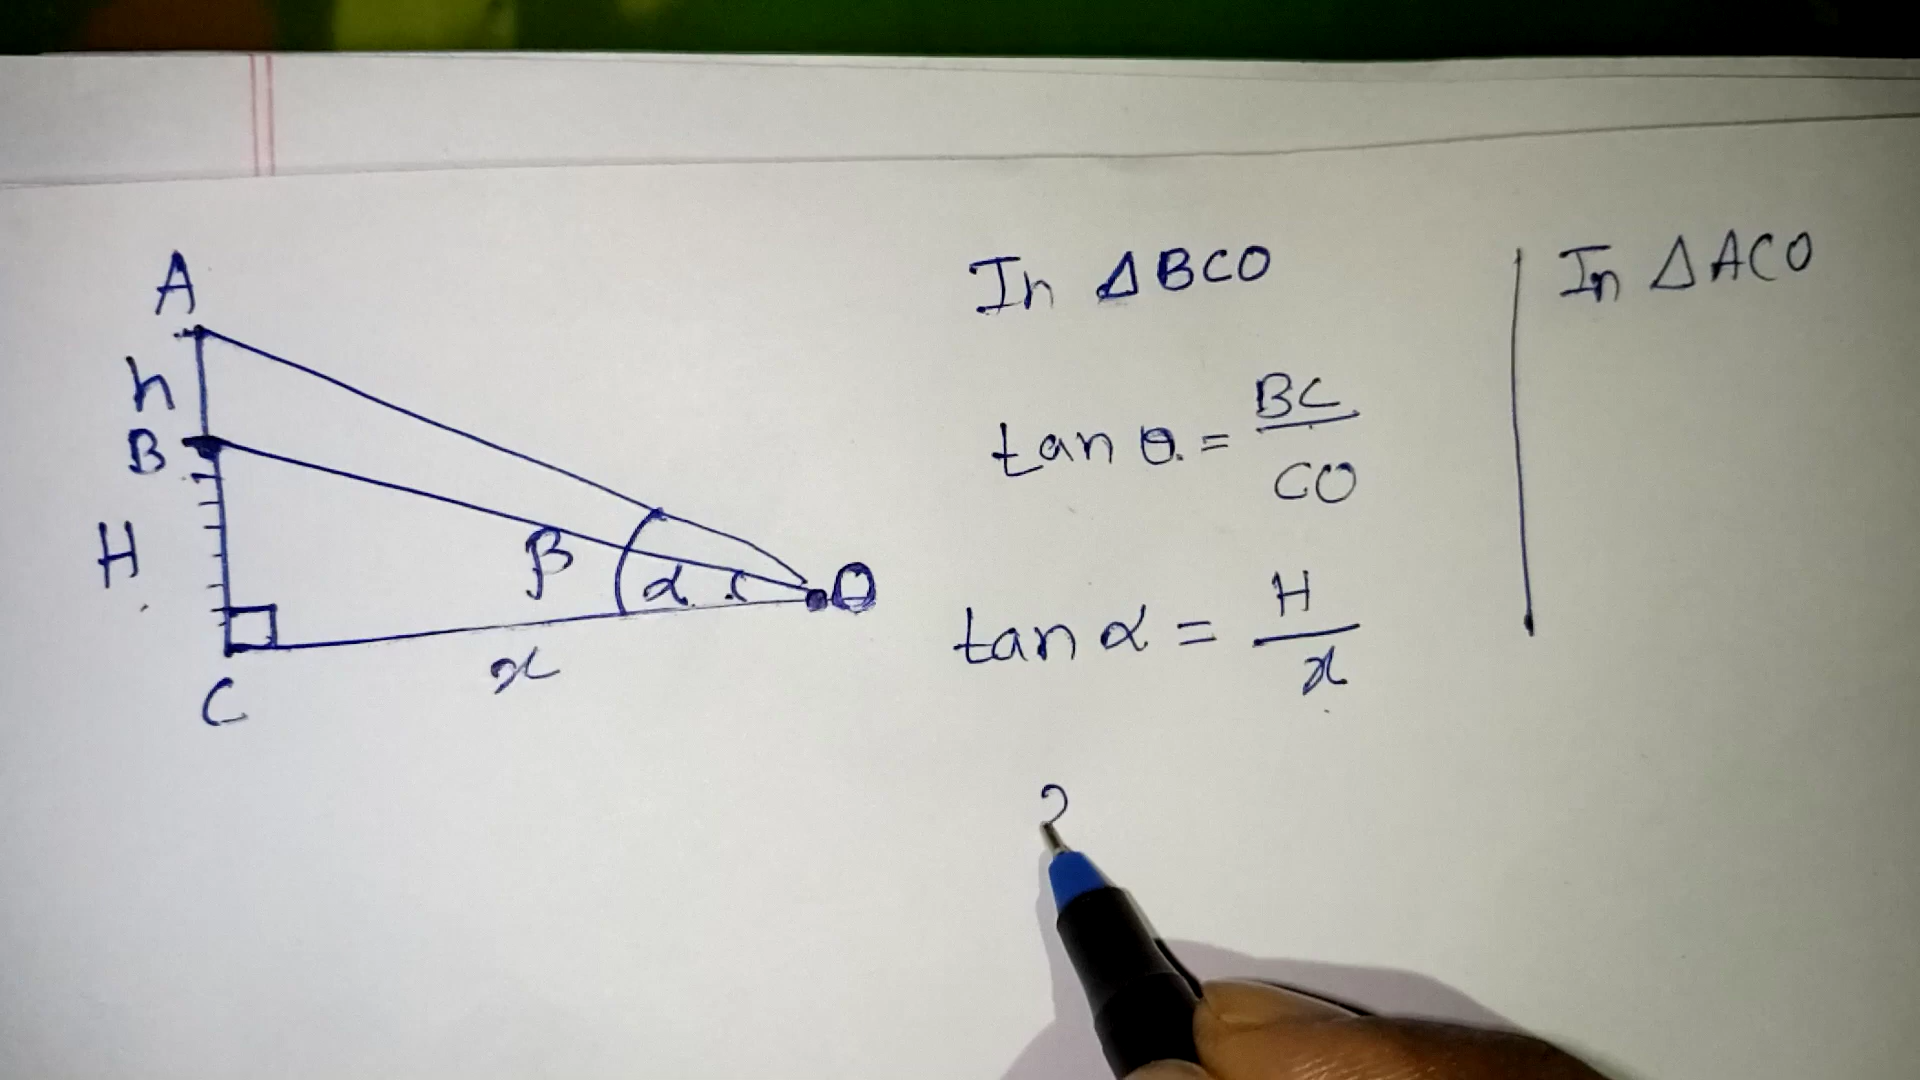 A
h
B
H
C
β
α
O
x
In ΔBCO
tan θ = BC
CO
tan α = H
x
In ΔACO